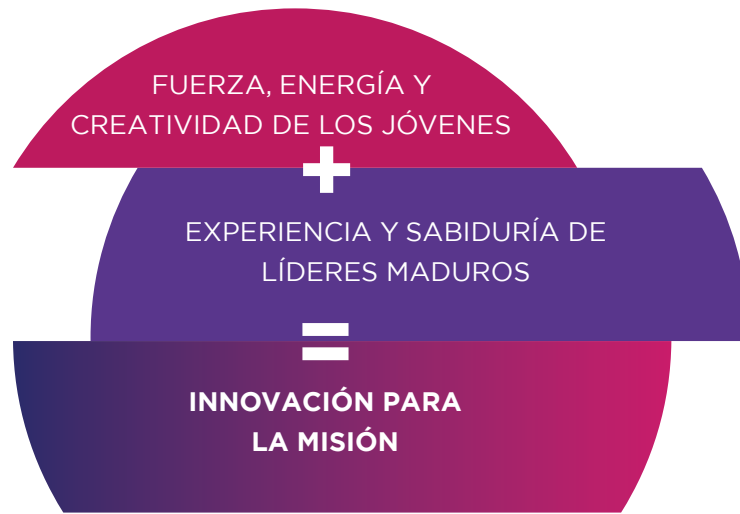 FUERZA, ENERGÍA Y
CREATIVIDAD DE LOS JÓVENES
+
EXPERIENCIA Y SABIDURÍA DE
LÍDERES MADUROS
=
INNOVACIÓN PARA
LA MISIÓN